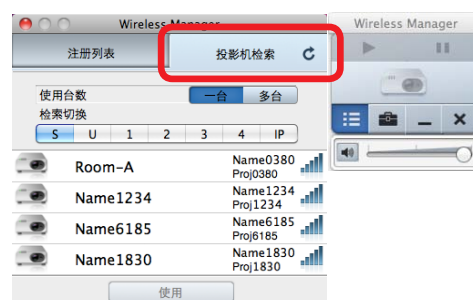 Wireless Manager
注册列表
投影机检索
使用台数
一台
多台
检索切换
S U 1 2 3 4 IP
Room-A
Name0380
Proj0380
Name1234
Name1234
Proj1234
Name6185
Name6185
Proj6185
Name1830
Name1830
Proj1830
使用
Wireless Manager